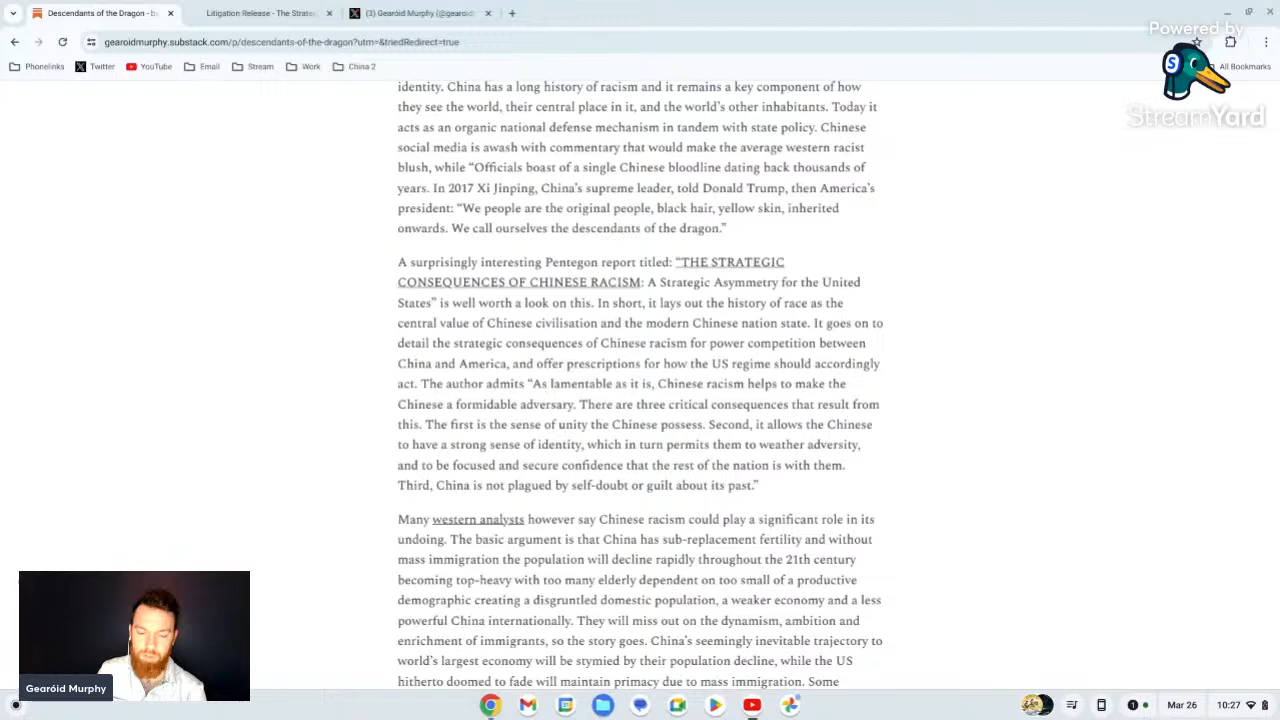 Descendants of the Dragon - b
Litigation Release - The Strate
(3) Gearóid Murphy (@gearoid
gearoidmurphy.substack.com/p/descendants-of-the-dragon?utm=&triedRedirect=true
Phonelinks
Twitter
YouTube
Email
Stream
Work
China 2
All Bookmarks
Powered by
S
StreamYard
identity. China has a long history of racism and it remains a key component of how
they see the world, their central place in it, and the world's other inhabitants. Today it
acts as an organic national defense mechanism in tandem with state policy. Chinese
social media is awash with commentary that would make the average western racist
blush, while “Officials boast of a single Chinese bloodline dating back thousands of
years. In 2017 Xi Jinping, China's supreme leader, told Donald Trump, then America's
president: “We people are the original people, black hair, yellow skin, inherited
onwards. We call ourselves the descendants of the dragon.”
A surprisingly interesting Pentegon report titled: “THE STRATEGIC
CONSEQUENCES OF CHINESE RACISM: A Strategic Asymmetry for the United
States” is well worth a look on this. In short, it lays out the history of race as the
central value of Chinese civilisation and the modern Chinese nation state. It goes on to
detail the strategic consequences of Chinese racism for power competition between
China and America, and offer prescriptions for how the US regime should accordingly
act. The author admits “As lamentable as it is, Chinese racism helps to make the
Chinese a formidable adversary. There are three critical consequences that result from
this. The first is the sense of unity the Chinese possess. Second, it allows the Chinese
to have a strong sense of identity, which in turn permits them to weather adversity,
and to be focused and secure confidence that the rest of the nation is with them.
Third, China is not plagued by self-doubt or guilt about its past.”
Many western analysts however say Chinese racism could play a significant role in its
undoing. The basic argument is that China has sub-replacement fertility and without
mass immigration the population will decline rapidly throughout the 21th century
becoming top-heavy with too many elderly dependent on too small of a productive
demographic creating a disgruntled domestic population, a weaker economy and a less
powerful China internationally. They will miss out on the dynamism, ambition and
enrichment of immigrants, so the story goes. China's seemingly inevitable trajectory to
world's largest economy will be stymied by their population decline, while the US
hitherto doomed to fade will maintain primacy due to mass immigration. Some
Gearóid Murphy
Mar 26
10:27